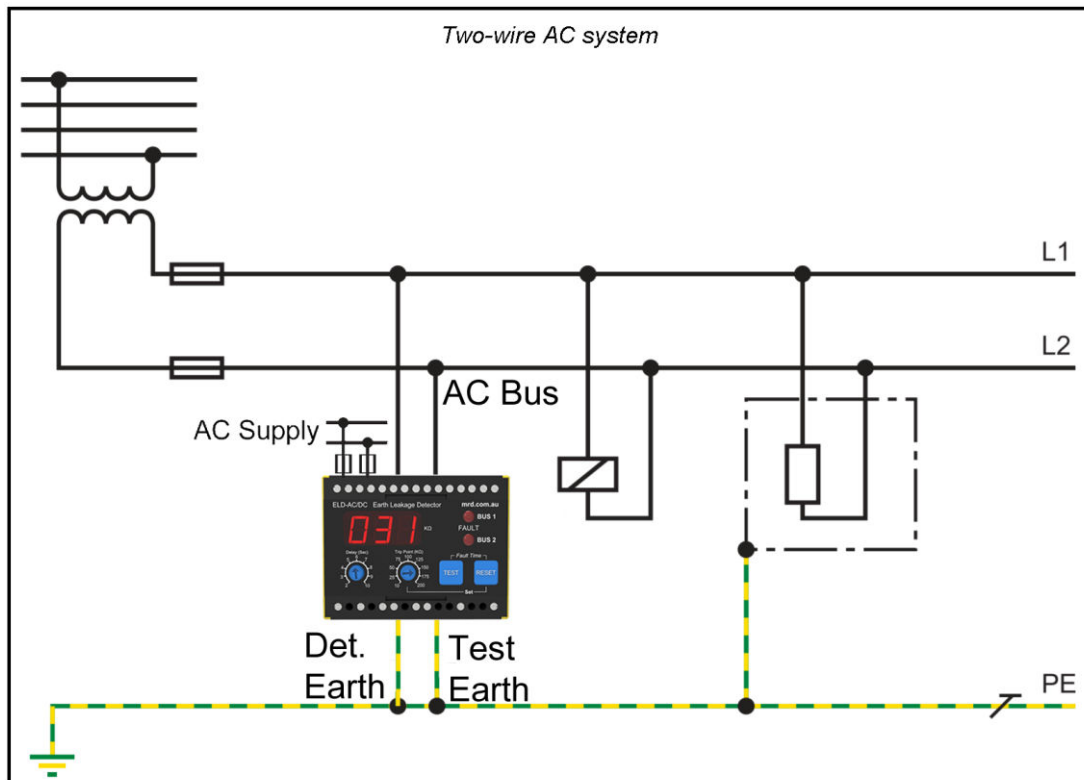 Two-wire AC system
L1
L2
AC Bus
AC Supply
ELD-AC/DC Earth Leakage Detector mrd.com.au
BUS 1
031 KΩ FAULT
BUS 2
Delay (Sec) Trip Point (KΩ) Fault Time
TEST RESET
Set
Det. Earth
Test Earth
PE